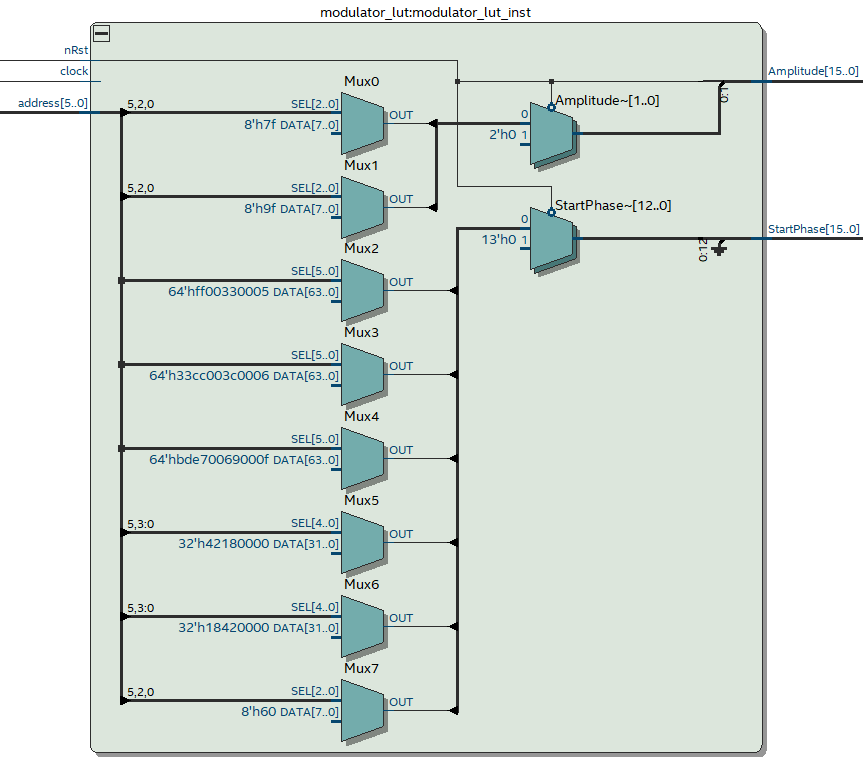 modulator_lut:modulator_lut_inst
nRst
clock
address[5..0]
5,2,0
Mux0
SEL[2..0]
8'h7f DATA[7..0]
OUT
5,2,0
Mux1
SEL[2..0]
8'h9f DATA[7..0]
OUT
Mux2
SEL[5..0]
64'hff00330005 DATA[63..0]
OUT
Mux3
SEL[5..0]
64'h33cc003c0006 DATA[63..0]
OUT
Mux4
SEL[5..0]
64'hbde70069000f DATA[63..0]
OUT
5,3:0
Mux5
SEL[4..0]
32'h42180000 DATA[31..0]
OUT
5,3:0
Mux6
SEL[4..0]
32'h18420000 DATA[31..0]
OUT
5,2,0
Mux7
SEL[2..0]
8'h60 DATA[7..0]
OUT
Amplitude~[1..0]
0
2'h0 1
0:1
Amplitude[15..0]
StartPhase~[12..0]
0
13'h0 1
0:12
StartPhase[15..0]